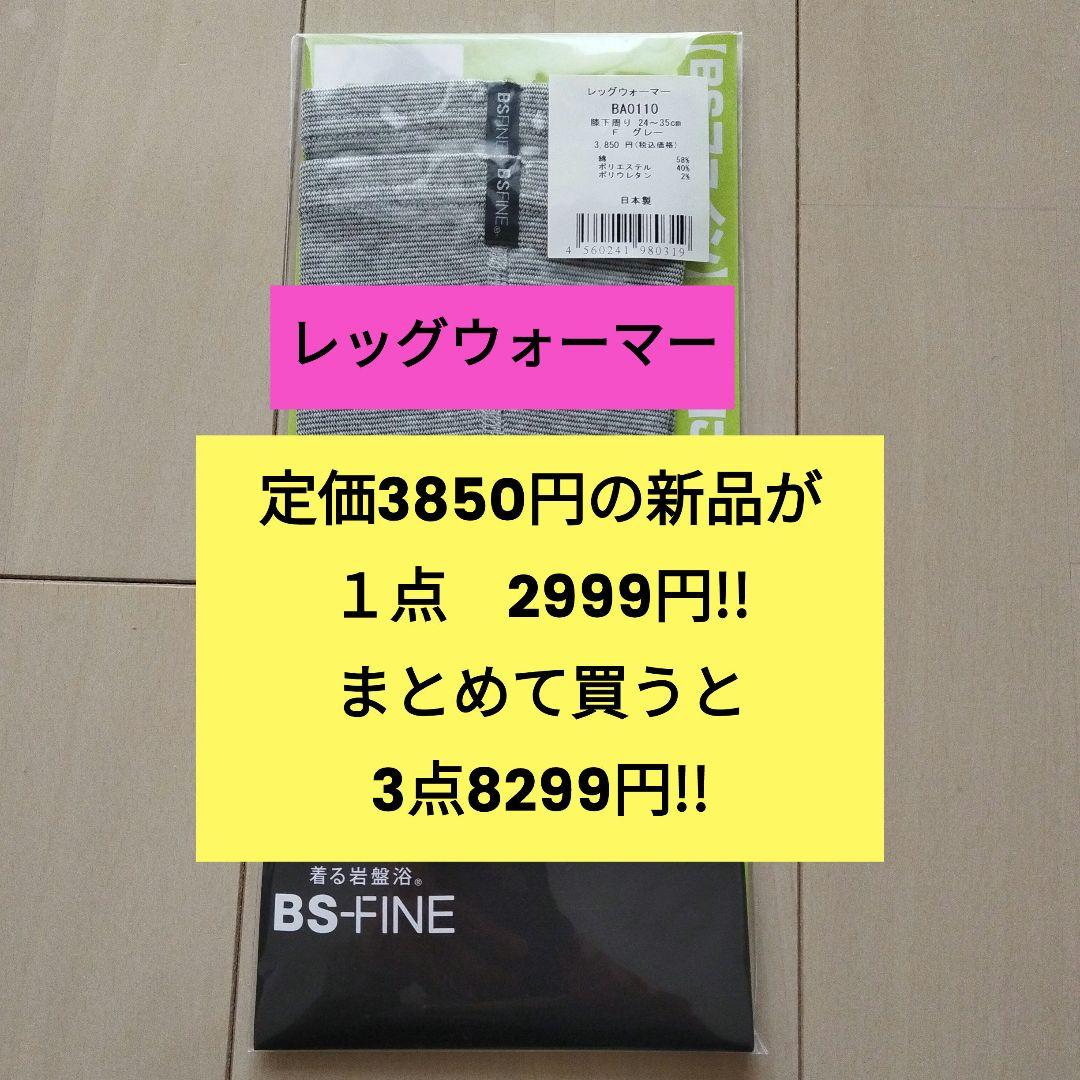 レッグウォーマー
BA0110
膝下周り 24～35cm
F グレー
3,850 円(税込価格)
綿 58%
ポリエステル 40%
ポリウレタン 2%
日本製
4 560241 980319
BSFINE
BSFINE®
レッグウォーマー
定価3850円の新品が
１点　2999円!!
まとめて買うと
3点8299円!!
着る岩盤浴®
BS-FINE